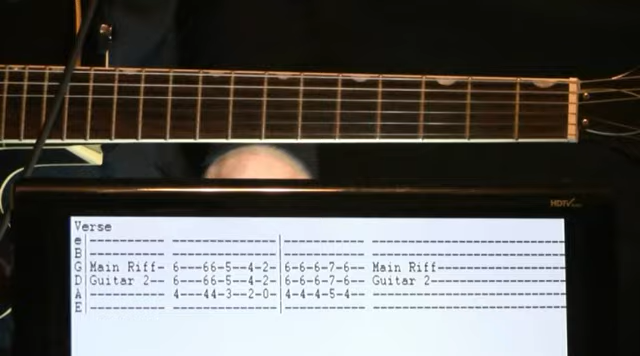 HDTV
Verse
e|----------- ---------------|------------ -----------------------
B|----------- ---------------|------------ -----------------------
G|Main Riff- 6---66-5--4-2-|6-6-6-7-6-- Main Riff---------------
D|Guitar 2-- 6---66-5--4-2-|6-6-6-7-6-- Guitar 2----------------
A|----------- 4---44-3--2-0-|4-4-4-5-4-- -----------------------
E|----------- ---------------|------------ -----------------------